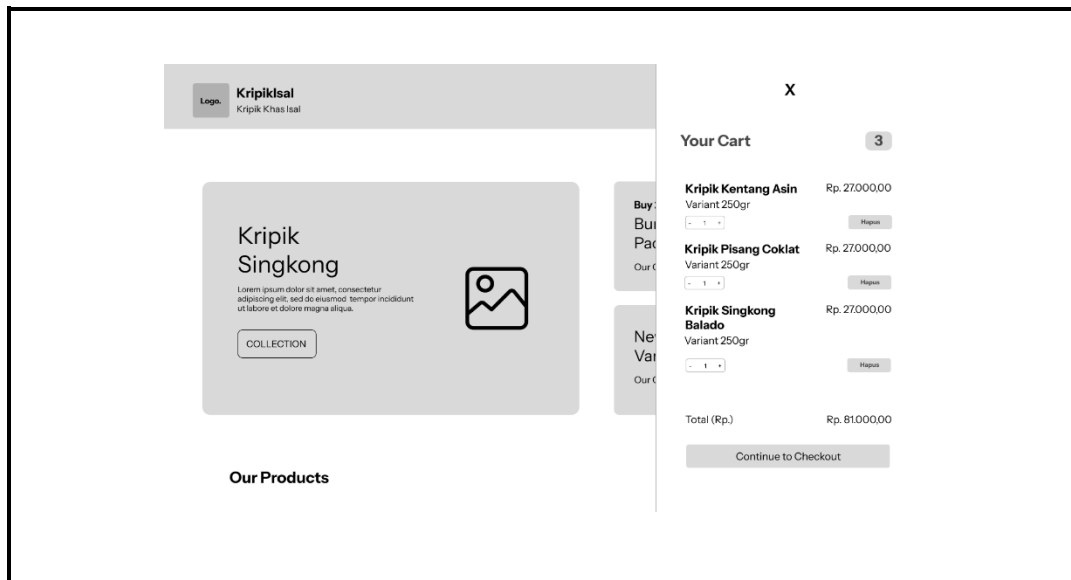 Logo.
KripikIsal
Kripik Khas Isal
X
Your Cart
3
Kripik Kentang Asin
Rp. 27.000,00
Variant 250gr
- 1 +
Hapus
Kripik Pisang Coklat
Rp. 27.000,00
Variant 250gr
- 1 +
Hapus
Kripik Singkong
Balado
Rp. 27.000,00
Variant 250gr
- 1 +
Hapus
Total (Rp.)
Rp. 81.000,00
Continue to Checkout
Kripik
Singkong
Lorem ipsum dolor sit amet, consectetur
adipiscing elit, sed do eiusmod tempor incididunt
ut labore et dolore magna aliqua.
COLLECTION
Buy
Our Products